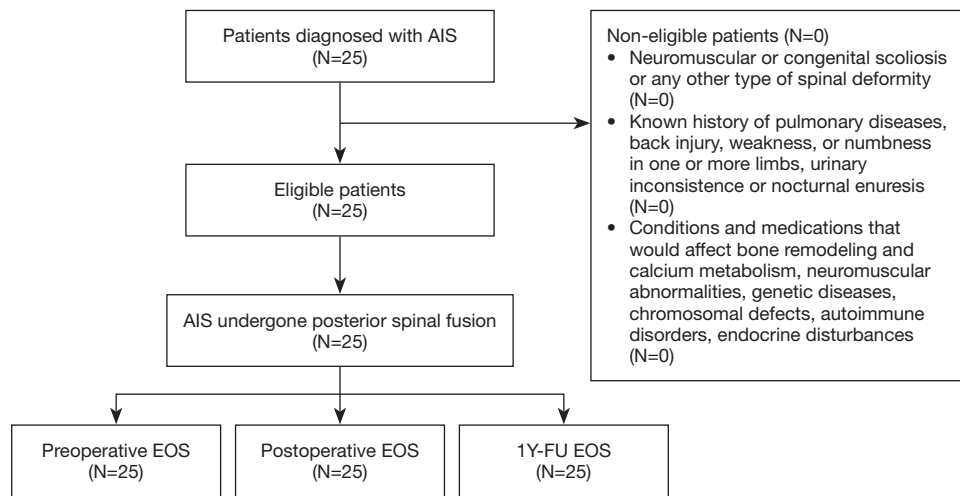 Patients diagnosed with AIS
(N=25)
Non-eligible patients (N=0)
• Neuromuscular or congenital scoliosis
or any other type of spinal deformity
(N=0)
• Known history of pulmonary diseases,
back injury, weakness, or numbness
in one or more limbs, urinary
inconsistence or nocturnal enuresis
(N=0)
• Conditions and medications that
would affect bone remodeling and
calcium metabolism, neuromuscular
abnormalities, genetic diseases,
chromosomal defects, autoimmune
disorders, endocrine disturbances
(N=0)
Eligible patients
(N=25)
AIS undergone posterior spinal fusion
(N=25)
Preoperative EOS
(N=25)
Postoperative EOS
(N=25)
1Y-FU EOS
(N=25)